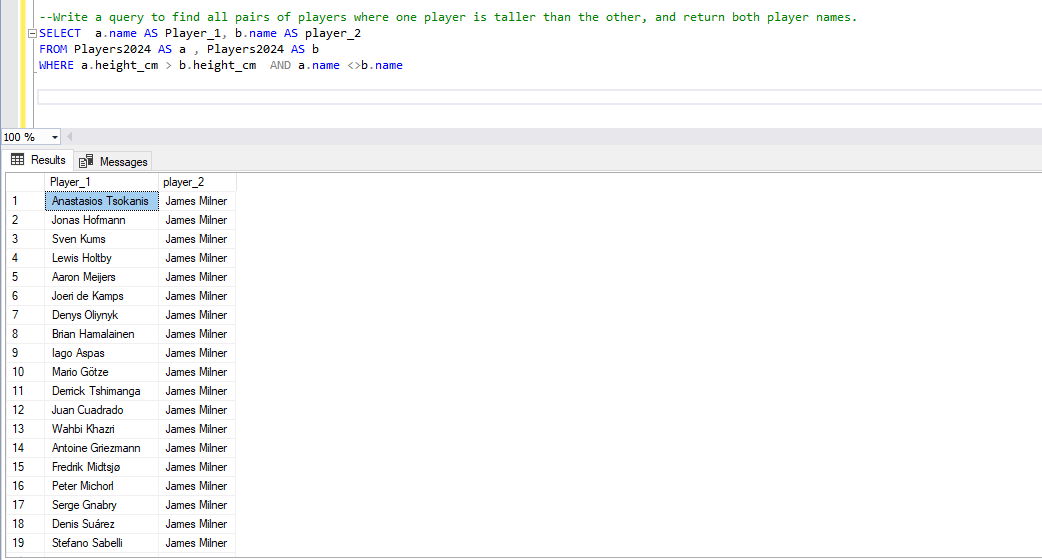 --Write a query to find all pairs of players where one player is taller than the other, and return both player names.
SELECT  a.name AS Player_1, b.name AS player_2
FROM Players2024 AS a , Players2024 AS b
WHERE a.height_cm > b.height_cm  AND a.name <>b.name
100 %
Results Messages
Player_1 player_2
1 Anastasios Tsokanis James Milner
2 Jonas Hofmann James Milner
3 Sven Kums James Milner
4 Lewis Holtby James Milner
5 Aaron Meijers James Milner
6 Joeri de Kamps James Milner
7 Denys Oliynyk James Milner
8 Brian Hamalainen James Milner
9 Iago Aspas James Milner
10 Mario Götze James Milner
11 Derrick Tshimanga James Milner
12 Juan Cuadrado James Milner
13 Wahbi Khazri James Milner
14 Antoine Griezmann James Milner
15 Fredrik Midtsjø James Milner
16 Peter Michorl James Milner
17 Serge Gnabry James Milner
18 Denis Suárez James Milner
19 Stefano Sabelli James Milner